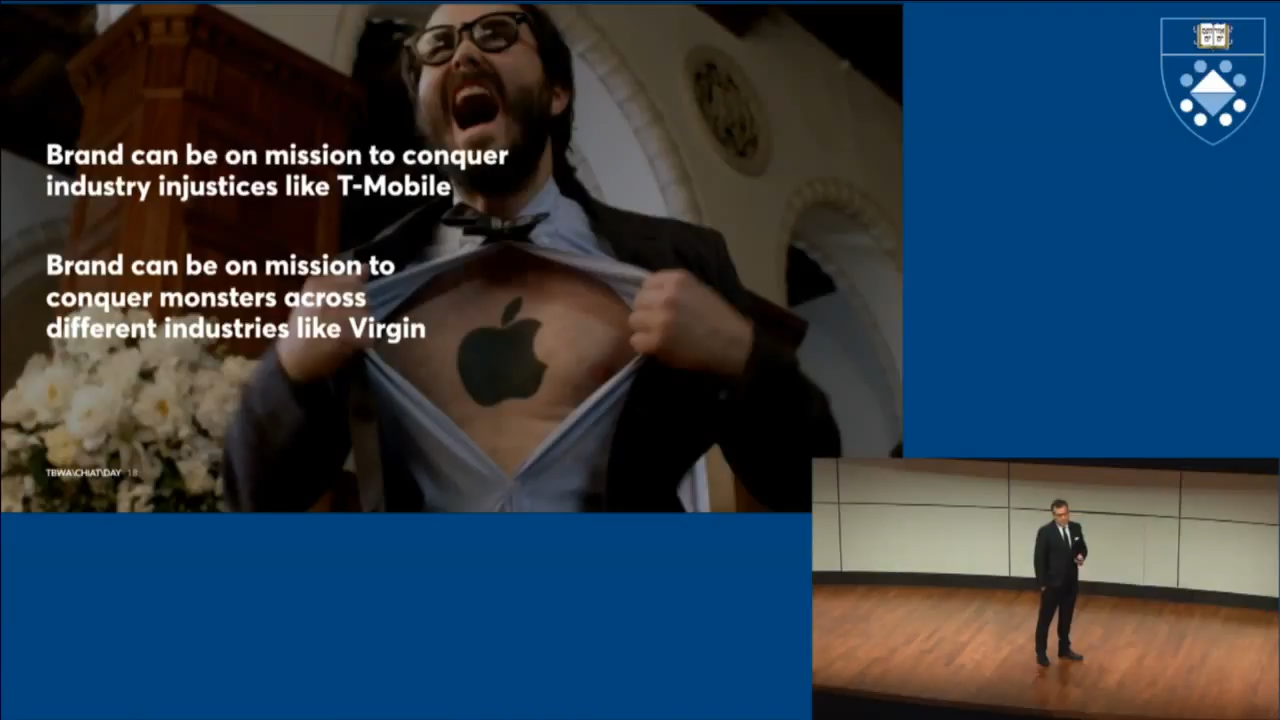 Brand can be on mission to conquer
industry injustices like T-Mobile
Brand can be on mission to
conquer monsters across
different industries like Virgin
TBWA\CHIAT\DAY 18